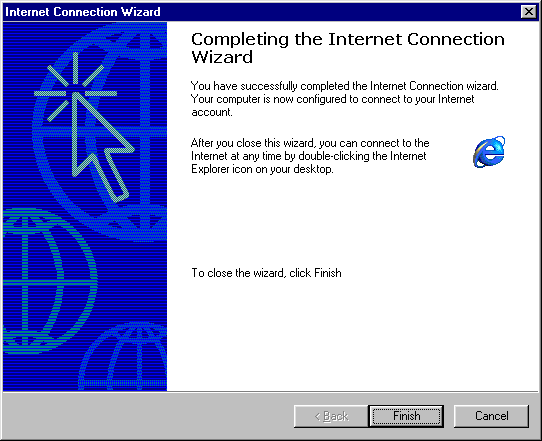 Internet Connection Wizard
Completing the Internet Connection
Wizard
You have successfully completed the Internet Connection wizard.
Your computer is now configured to connect to your Internet
account.
After you close this wizard, you can connect to the
Internet at any time by double-clicking the Internet
Explorer icon on your desktop.
To close the wizard, click Finish
< Back
Finish
Cancel